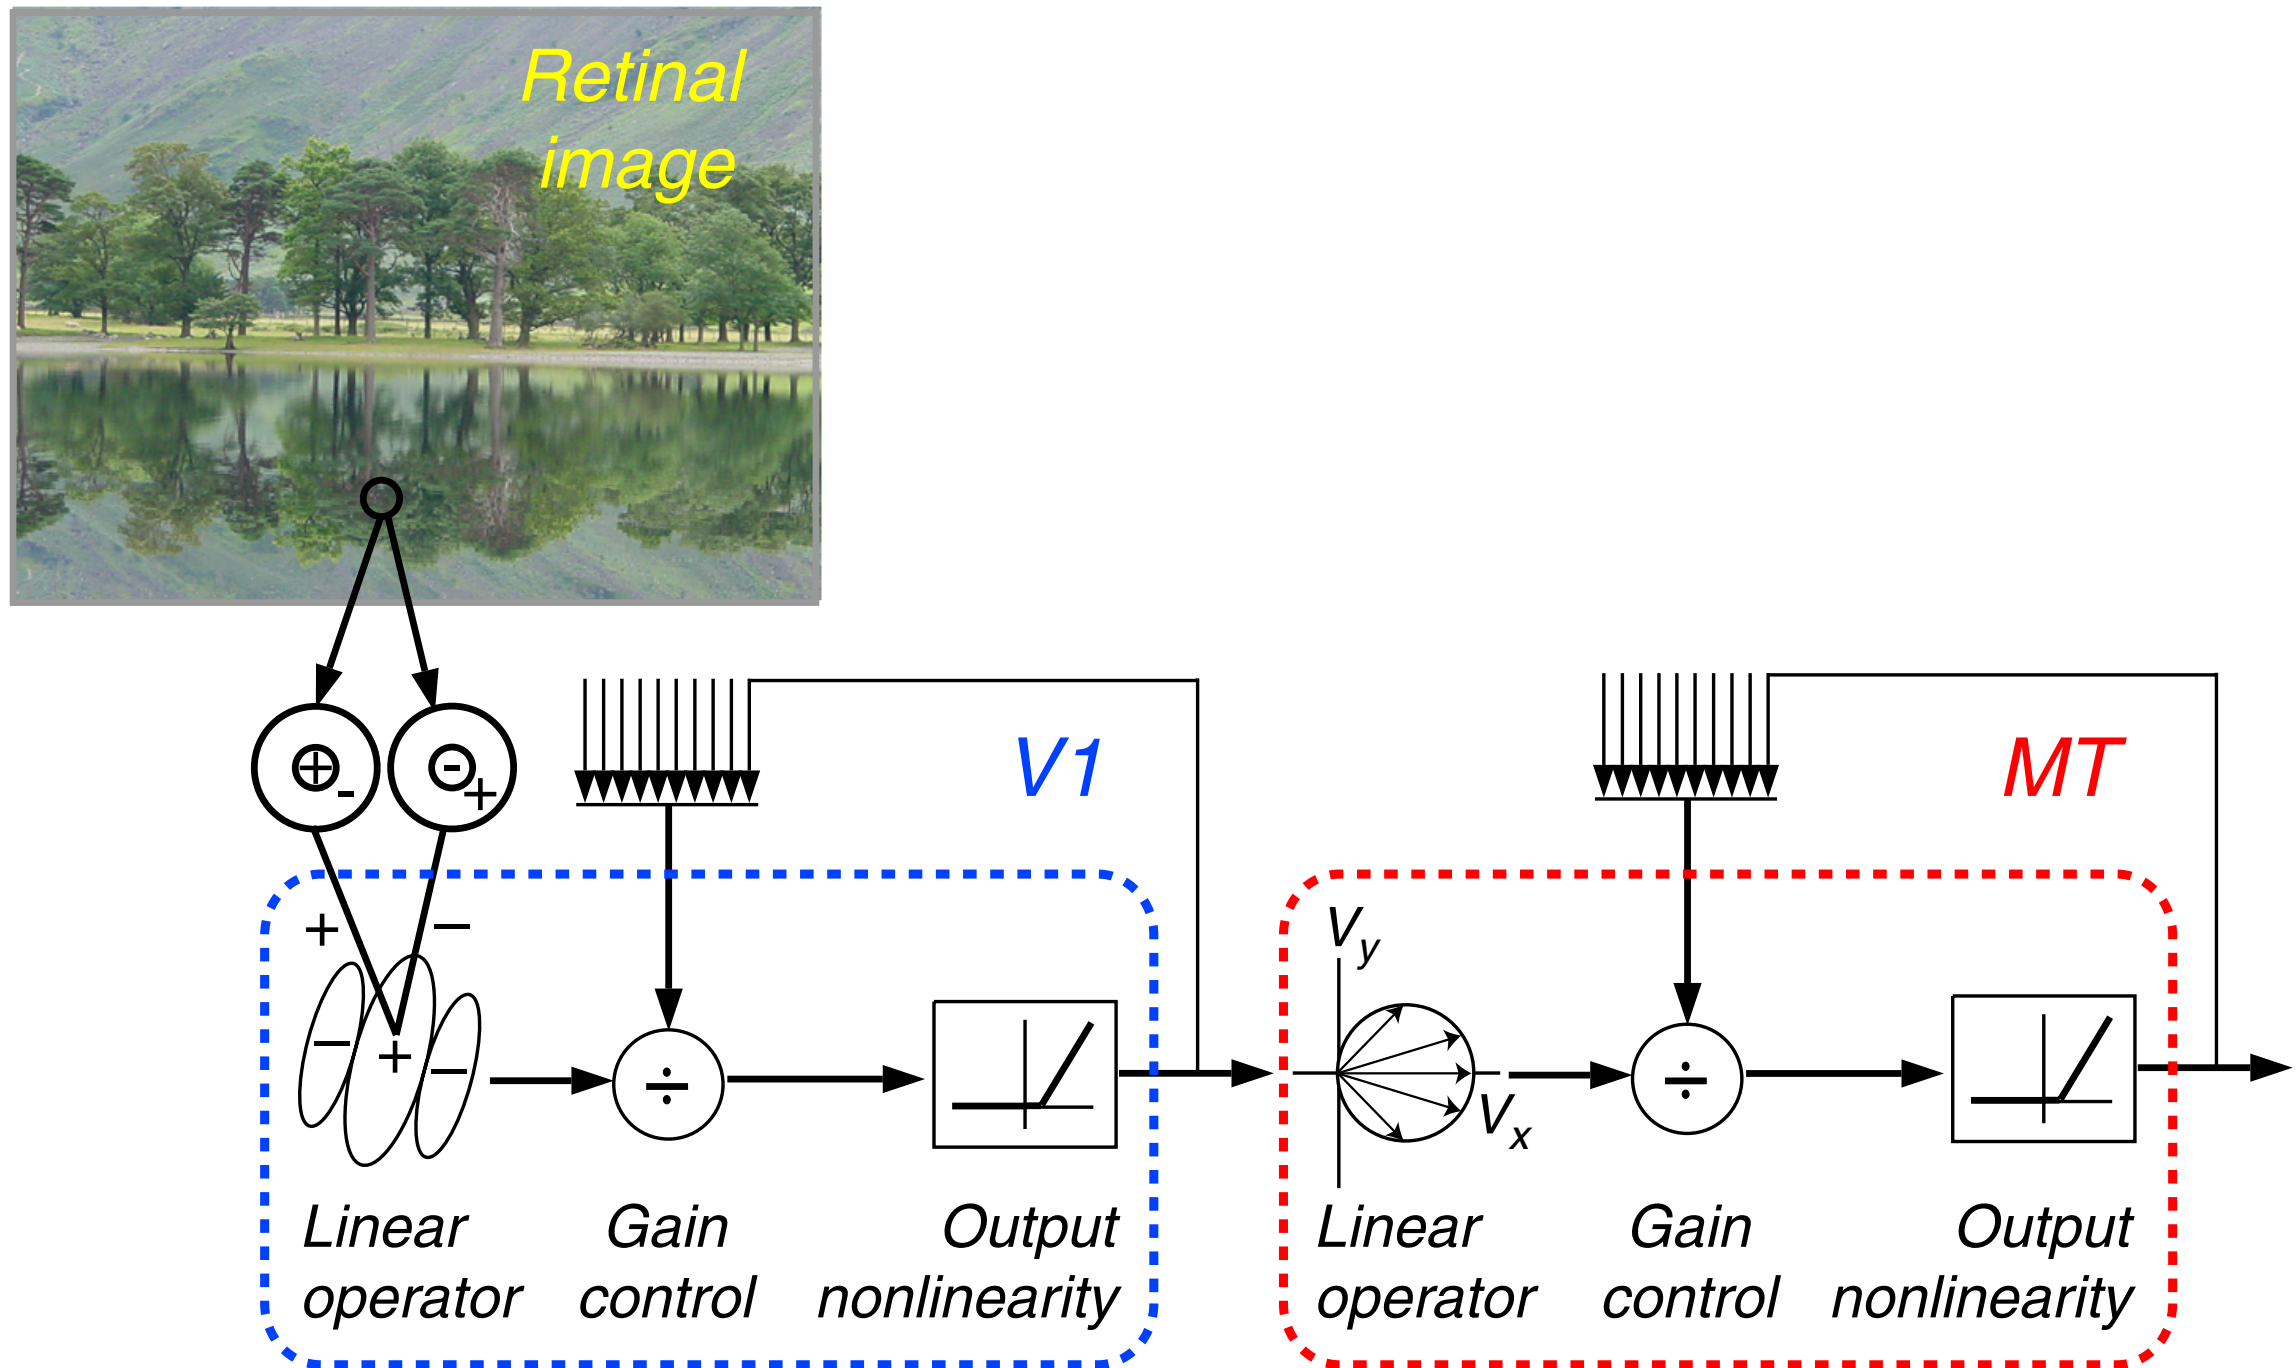 Retinal
image
+ - - +
V1
MT
+ −
− + −
÷
Vy
Vx
÷
Linear operator
Gain control
Output nonlinearity
Linear operator
Gain control
Output nonlinearity